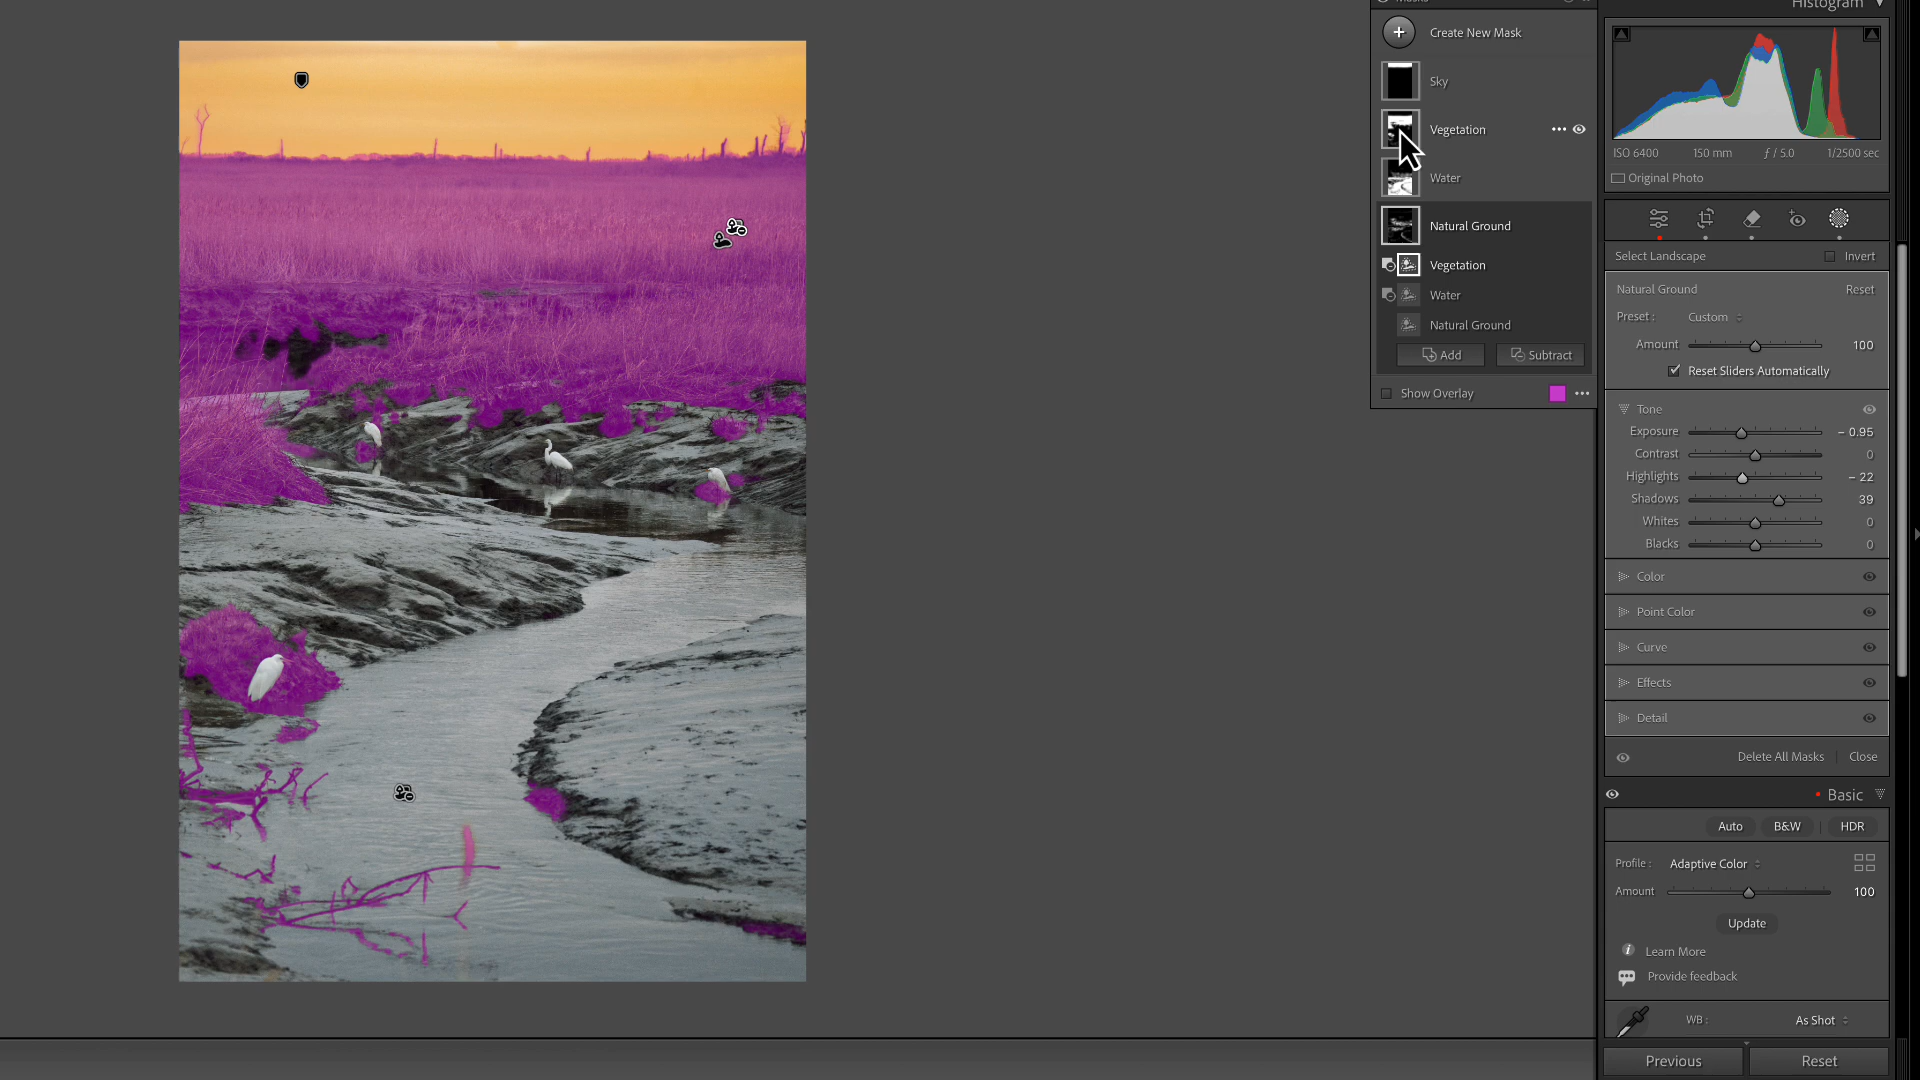 Masks
Create New Mask
Sky
Vegetation
Water
Natural Ground
Vegetation
Water
Natural Ground
Add
Subtract
Show Overlay
Histogram
ISO 6400
150 mm
ƒ / 5.0
1/2500 sec
Original Photo
Select Landscape
Invert
Natural Ground
Reset
Preset :
Custom
Amount
100
Reset Sliders Automatically
Tone
Exposure
– 0.95
Contrast
0
Highlights
– 22
Shadows
39
Whites
0
Blacks
0
Color
Point Color
Curve
Effects
Detail
Delete All Masks
Close
Basic
Auto
B&W
HDR
Profile :
Adaptive Color
Amount
100
Update
Learn More
Provide feedback
WB :
As Shot
Previous
Reset